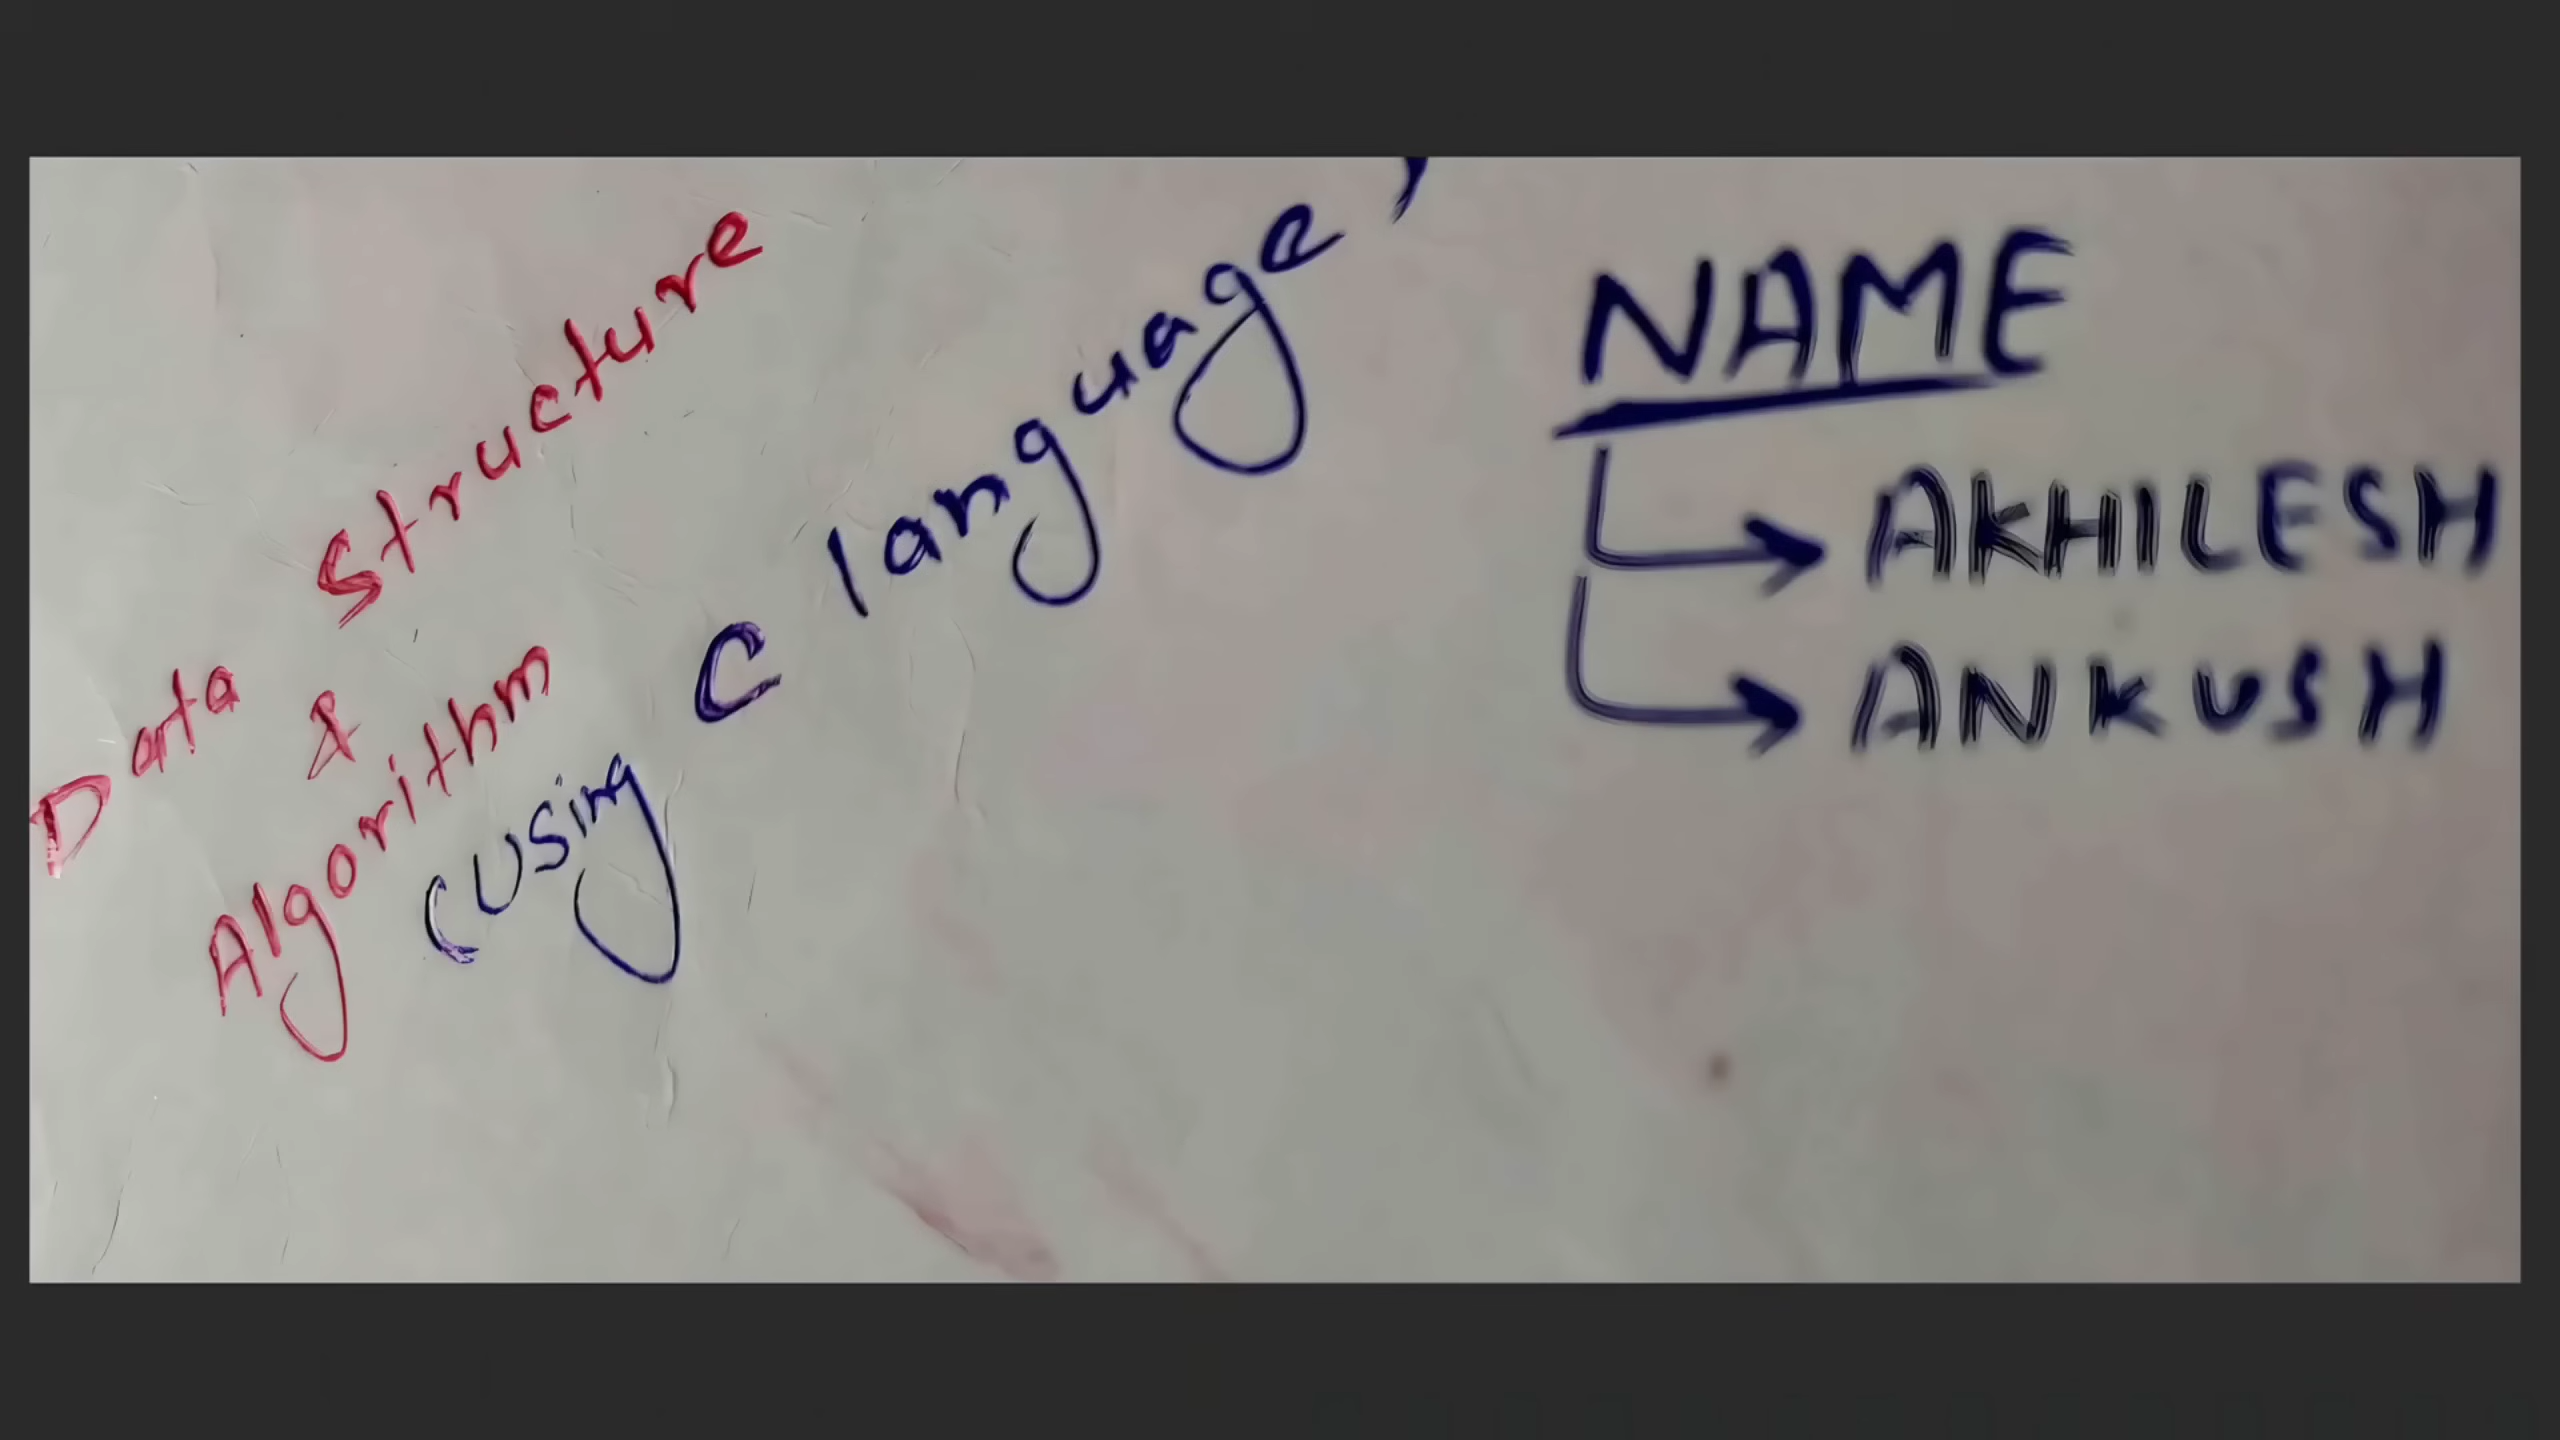 Data Structure
&
Algorithm
(Using C language)
NAME
AKHILESH
ANKUSH